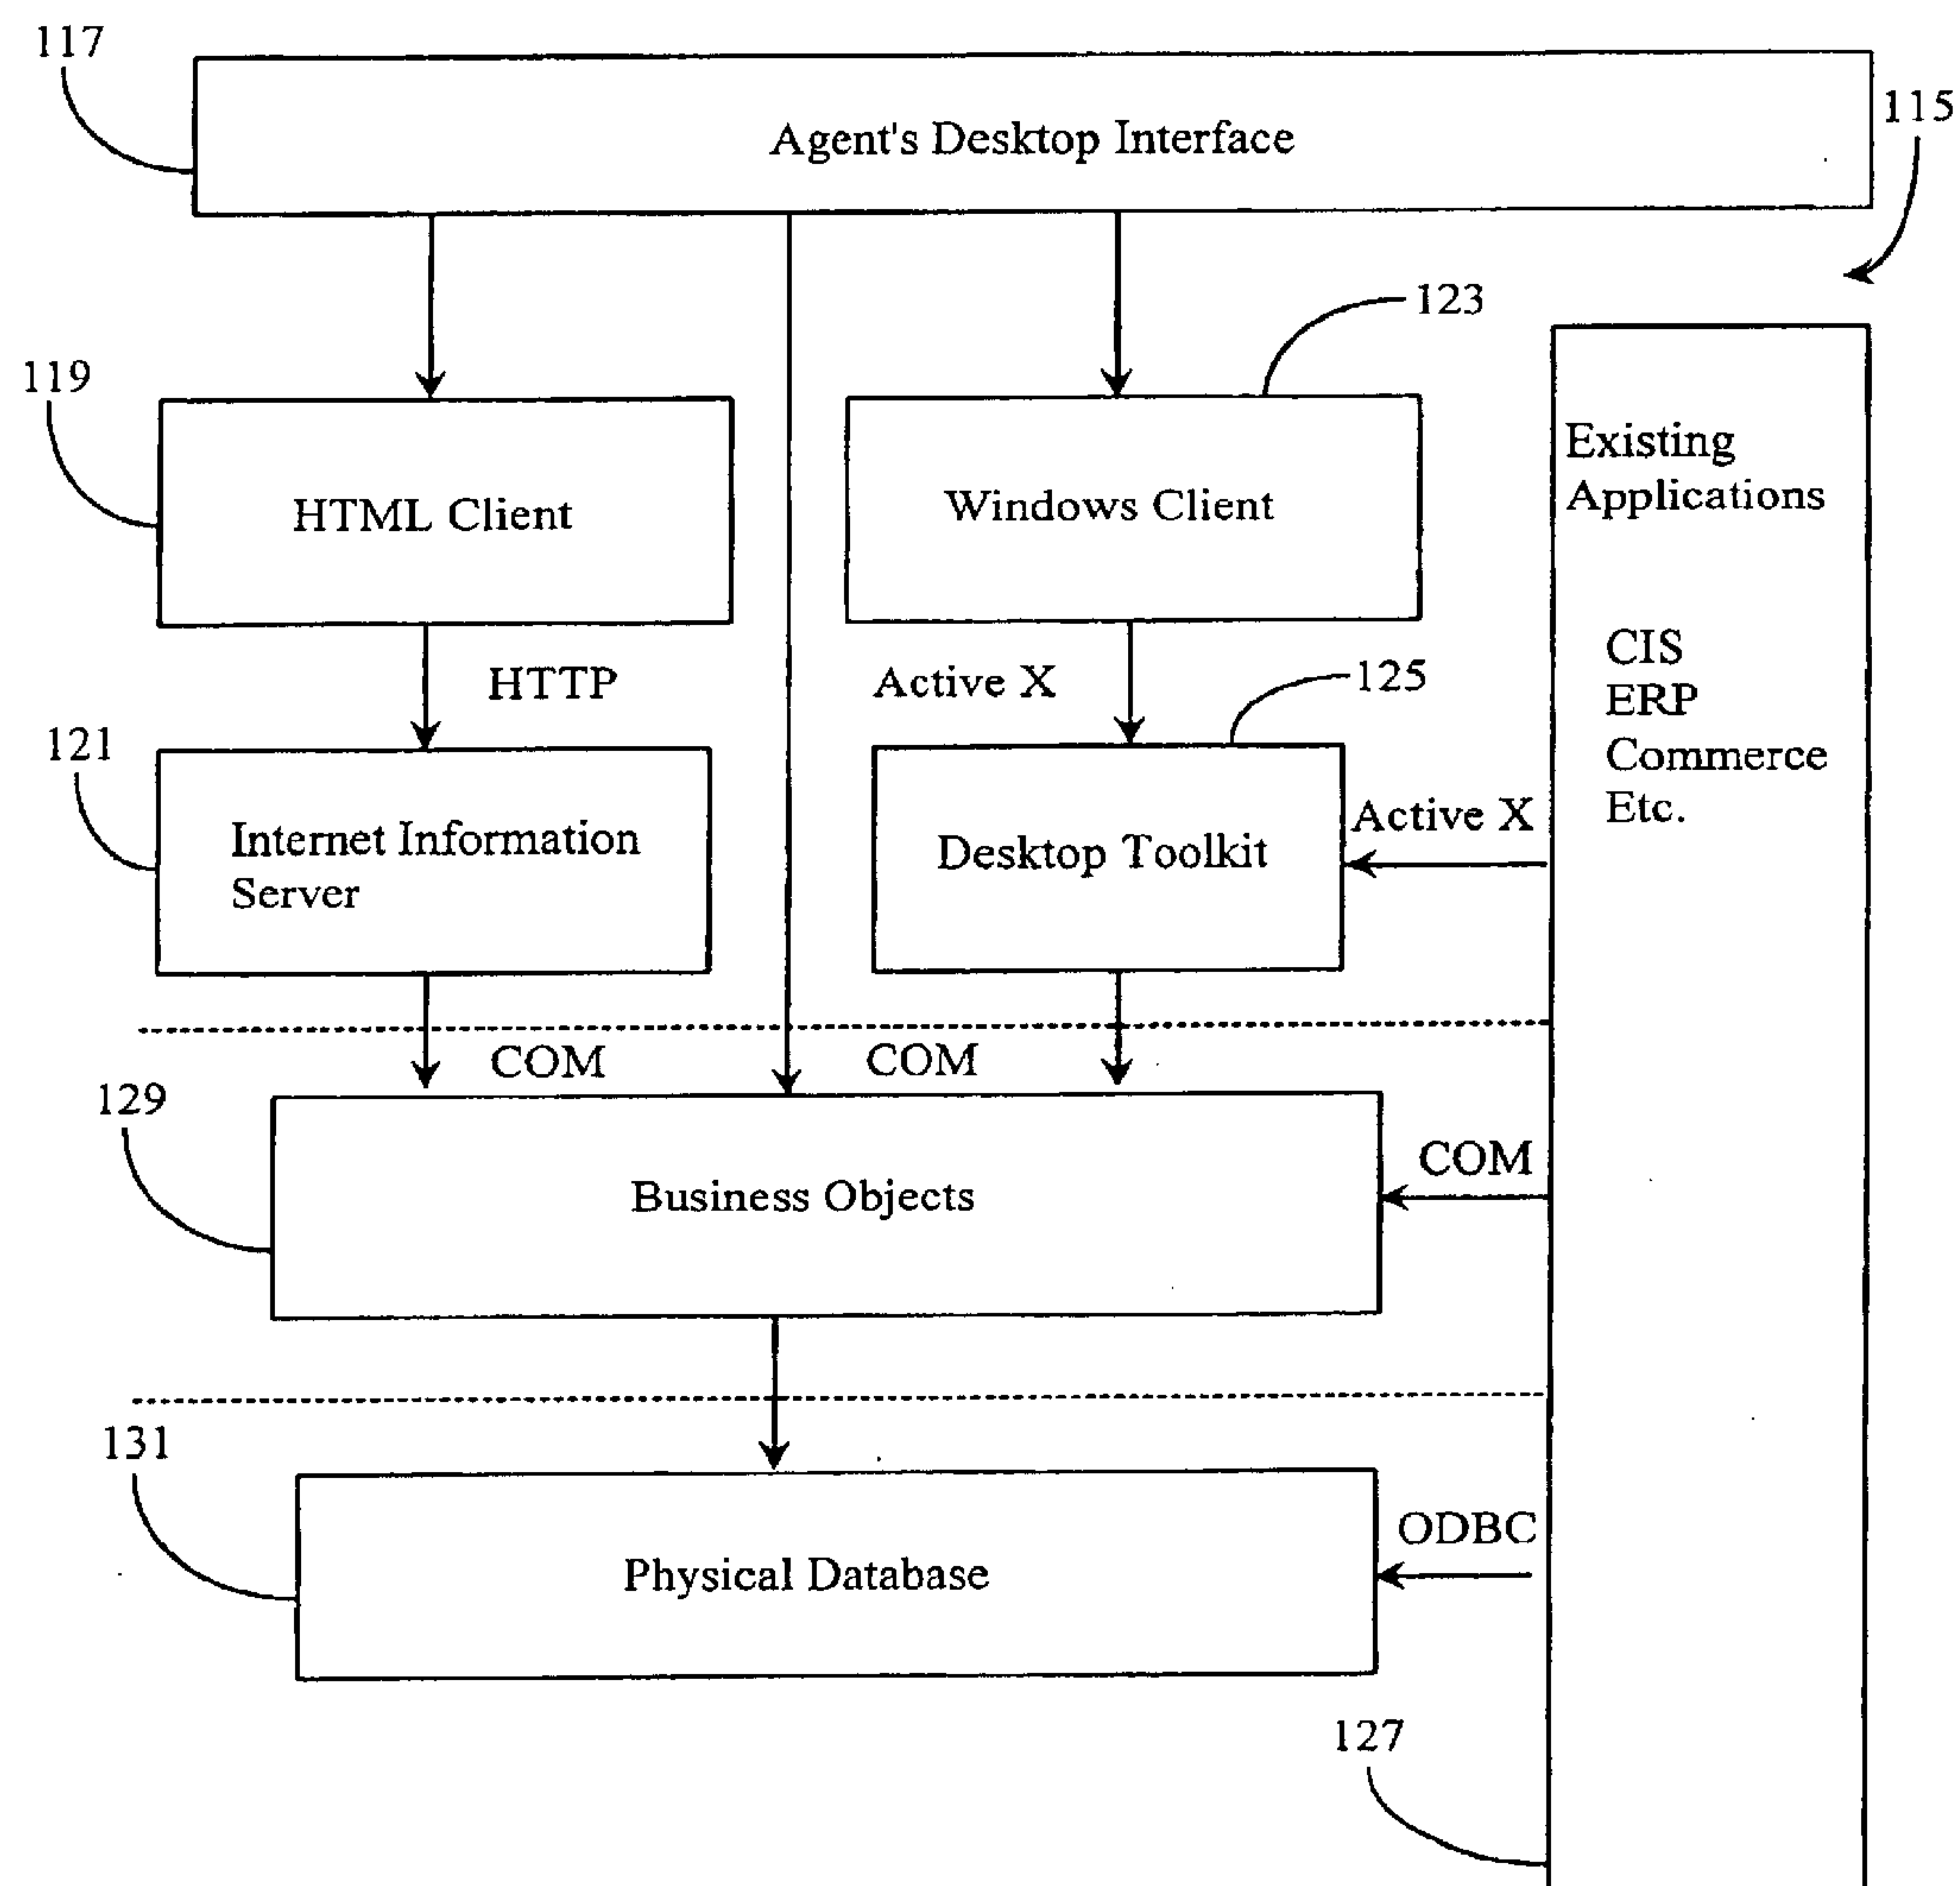 117
Agent's Desktop Interface
115
123
119
HTML Client
Windows Client
Existing
Applications
HTTP
Active X
125
CIS
ERP
Commerce
Etc.
121
Internet Information
Server
Desktop Toolkit
Active X
COM
COM
129
Business Objects
COM
131
Physical Database
ODBC
127